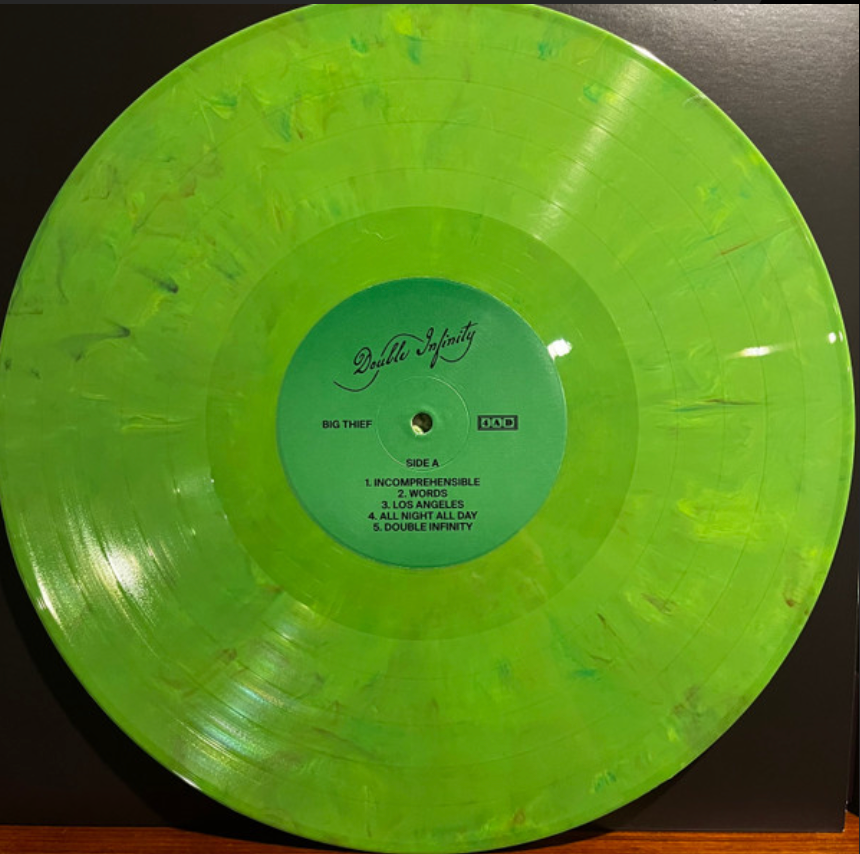 Double Infinity
BIG THIEF
4AD
SIDE A
1. INCOMPREHENSIBLE
2. WORDS
3. LOS ANGELES
4. ALL NIGHT ALL DAY
5. DOUBLE INFINITY